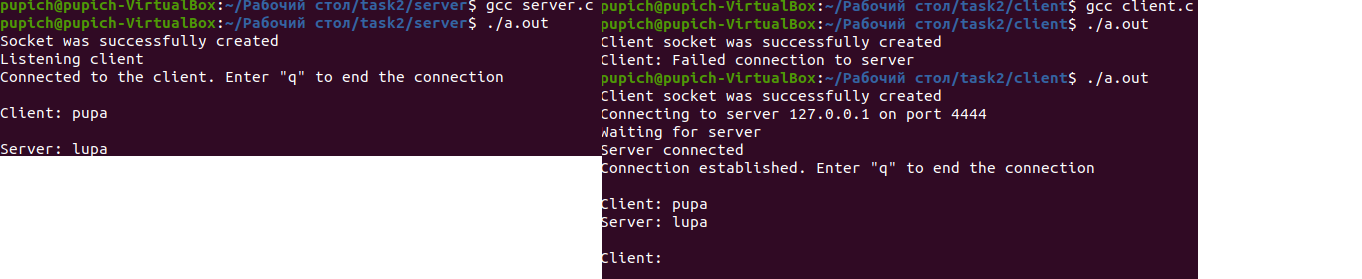 pupich@pupich-VirtualBox:~/Рабочий стол/task2/server$ gcc server.c
pupich@pupich-VirtualBox:~/Рабочий стол/task2/server$ ./a.out
Socket was successfully created
Listening client
Connected to the client. Enter "q" to end the connection
Client: pupa
Server: lupa
pupich@pupich-VirtualBox:~/Рабочий стол/task2/client$ gcc client.c
pupich@pupich-VirtualBox:~/Рабочий стол/task2/client$ ./a.out
Client socket was successfully created
Client: Failed connection to server
pupich@pupich-VirtualBox:~/Рабочий стол/task2/client$ ./a.out
Client socket was successfully created
Connecting to server 127.0.0.1 on port 4444
Waiting for server
Server connected
Connection established. Enter "q" to end the connection
Client: pupa
Server: lupa
Client: